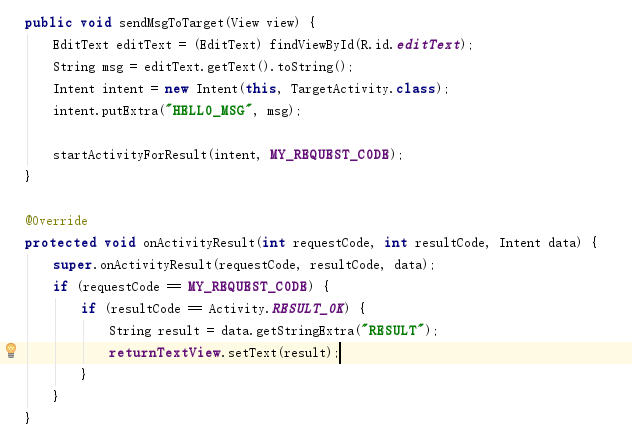 public void sendMsgToTarget(View view) {
EditText editText = (EditText) findViewById(R.id.editText);
String msg = editText.getText().toString();
Intent intent = new Intent(this, TargetActivity.class);
intent.putExtra("HELLO_MSG", msg);
startActivityForResult(intent, MY_REQUEST_CODE);
}
@Override
protected void onActivityResult(int requestCode, int resultCode, Intent data) {
super.onActivityResult(requestCode, resultCode, data);
if (requestCode == MY_REQUEST_CODE) {
if (resultCode == Activity.RESULT_OK) {
String result = data.getStringExtra("RESULT");
returnTextView.setText(result);
}
}
}